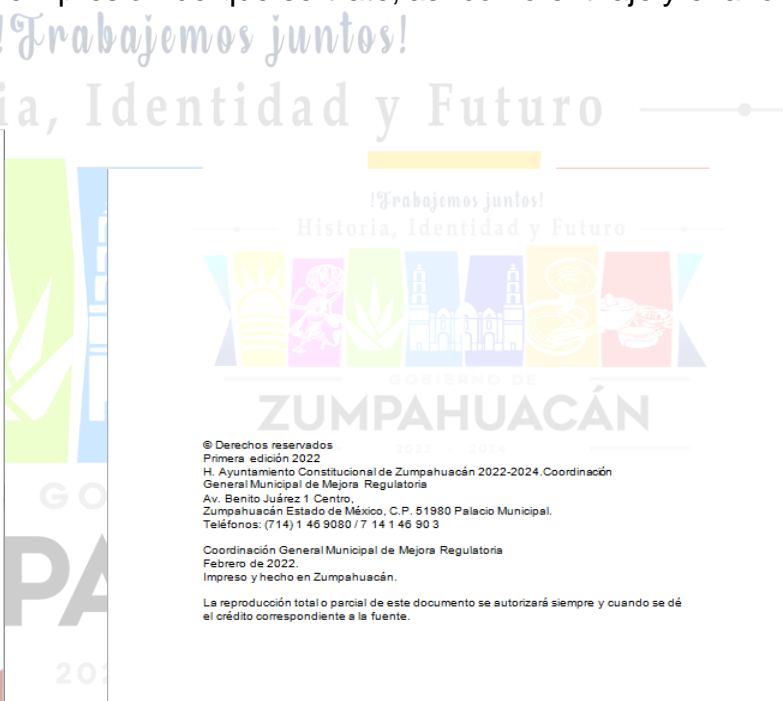 !Trabajemos juntos!
ia, Identidad y Futuro
!Trabajemos juntos!
Historia, Identidad y Futuro
GOBIERNO DE
ZUMPAHUACÁN
2022 - 2024
© Derechos reservados
Primera edición 2022
H. Ayuntamiento Constitucional de Zumpahuacán 2022-2024.Coordinación
General Municipal de Mejora Regulatoria
Av. Benito Juárez 1 Centro,
Zumpahuacán Estado de México, C.P. 51980 Palacio Municipal.
Teléfonos: (714) 1 46 9080 / 7 14 1 46 90 3
Coordinación General Municipal de Mejora Regulatoria
Febrero de 2022.
Impreso y hecho en Zumpahuacán.
La reproducción total o parcial de este documento se autorizará siempre y cuando se dé
el crédito correspondiente a la fuente.
GO
PA
202